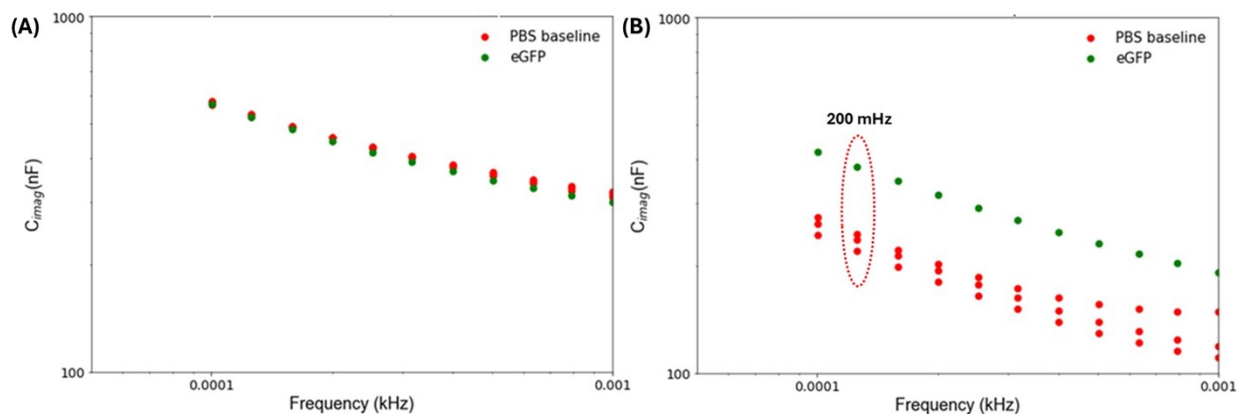 (A)
1000
PBS baseline
eGFP
C_imag(nF)
100
0.0001
0.001
Frequency (kHz)
(B)
1000
PBS baseline
eGFP
200 mHz
C_imag(nF)
100
0.0001
0.001
Frequency (kHz)